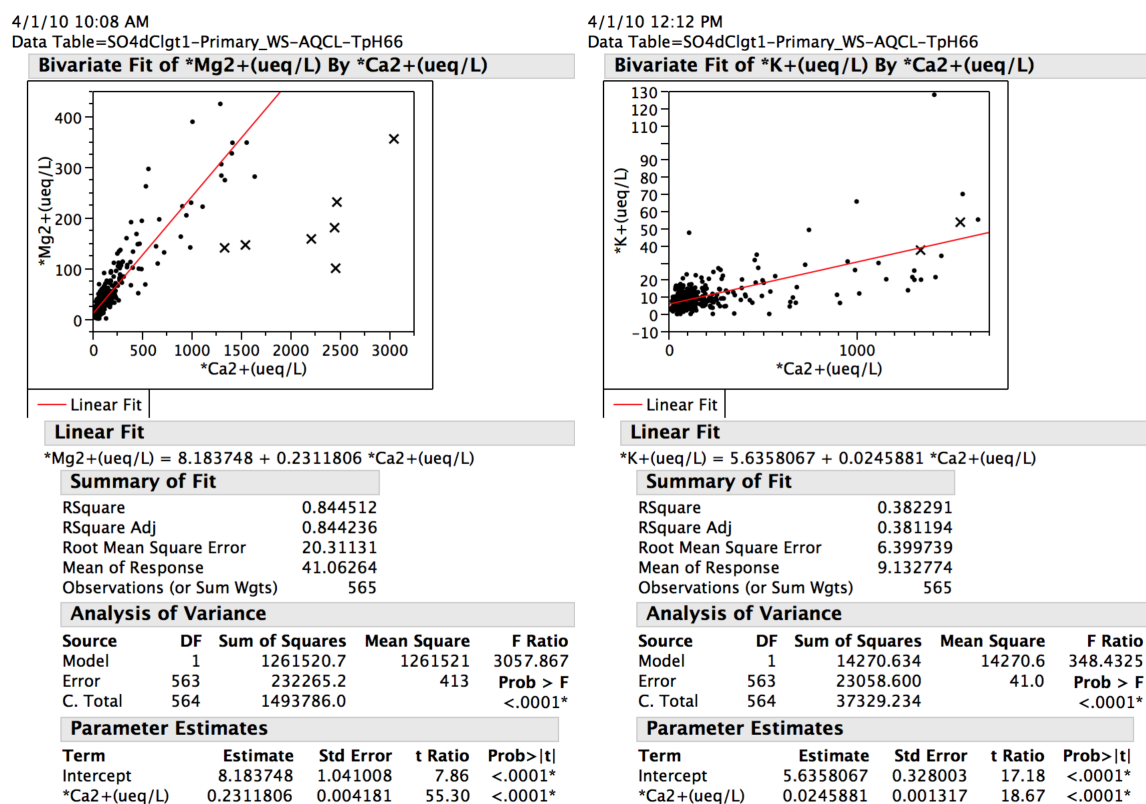 4/1/10 10:08 AM
Data Table=SO4dClgt1-Primary_WS-AQCL-TpH66
Bivariate Fit of *Mg2+(ueq/L) By *Ca2+(ueq/L)
*Mg2+(ueq/L)
400
300
200
100
0
0 500 1000 1500 2000 2500 3000
*Ca2+(ueq/L)
Linear Fit
Linear Fit
*Mg2+(ueq/L) = 8.183748 + 0.2311806 *Ca2+(ueq/L)
Summary of Fit
RSquare 0.844512
RSquare Adj 0.844236
Root Mean Square Error 20.31131
Mean of Response 41.06264
Observations (or Sum Wgts) 565
Analysis of Variance
Source DF Sum of Squares Mean Square F Ratio
Model 1 1261520.7 1261521 3057.867
Error 563 232265.2 413 Prob > F
C. Total 564 1493786.0 <.0001*
Parameter Estimates
Term Estimate Std Error t Ratio Prob>|t|
Intercept 8.183748 1.041008 7.86 <.0001*
*Ca2+(ueq/L) 0.2311806 0.004181 55.30 <.0001*
4/1/10 12:12 PM
Data Table=SO4dClgt1-Primary_WS-AQCL-TpH66
Bivariate Fit of *K+(ueq/L) By *Ca2+(ueq/L)
*K+(ueq/L)
130
120
110
90
80
70
60
50
40
30
20
10
0
-10
0 1000
*Ca2+(ueq/L)
Linear Fit
Linear Fit
*K+(ueq/L) = 5.6358067 + 0.0245881 *Ca2+(ueq/L)
Summary of Fit
RSquare 0.382291
RSquare Adj 0.381194
Root Mean Square Error 6.399739
Mean of Response 9.132774
Observations (or Sum Wgts) 565
Analysis of Variance
Source DF Sum of Squares Mean Square F Ratio
Model 1 14270.634 14270.6 348.4325
Error 563 23058.600 41.0 Prob > F
C. Total 564 37329.234 <.0001*
Parameter Estimates
Term Estimate Std Error t Ratio Prob>|t|
Intercept 5.6358067 0.328003 17.18 <.0001*
*Ca2+(ueq/L) 0.0245881 0.001317 18.67 <.0001*